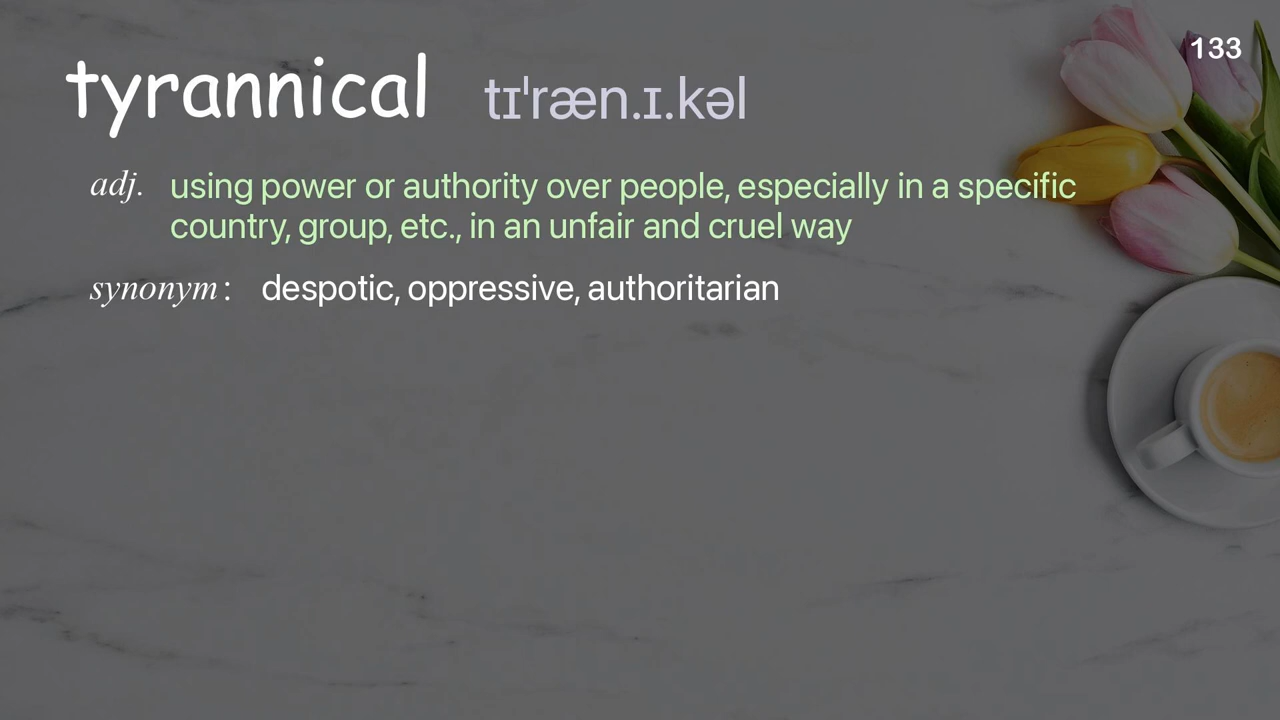 133
tyrannical tɪˈræn.ɪ.kəl
adj. using power or authority over people, especially in a specific
country, group, etc., in an unfair and cruel way
synonym: despotic, oppressive, authoritarian